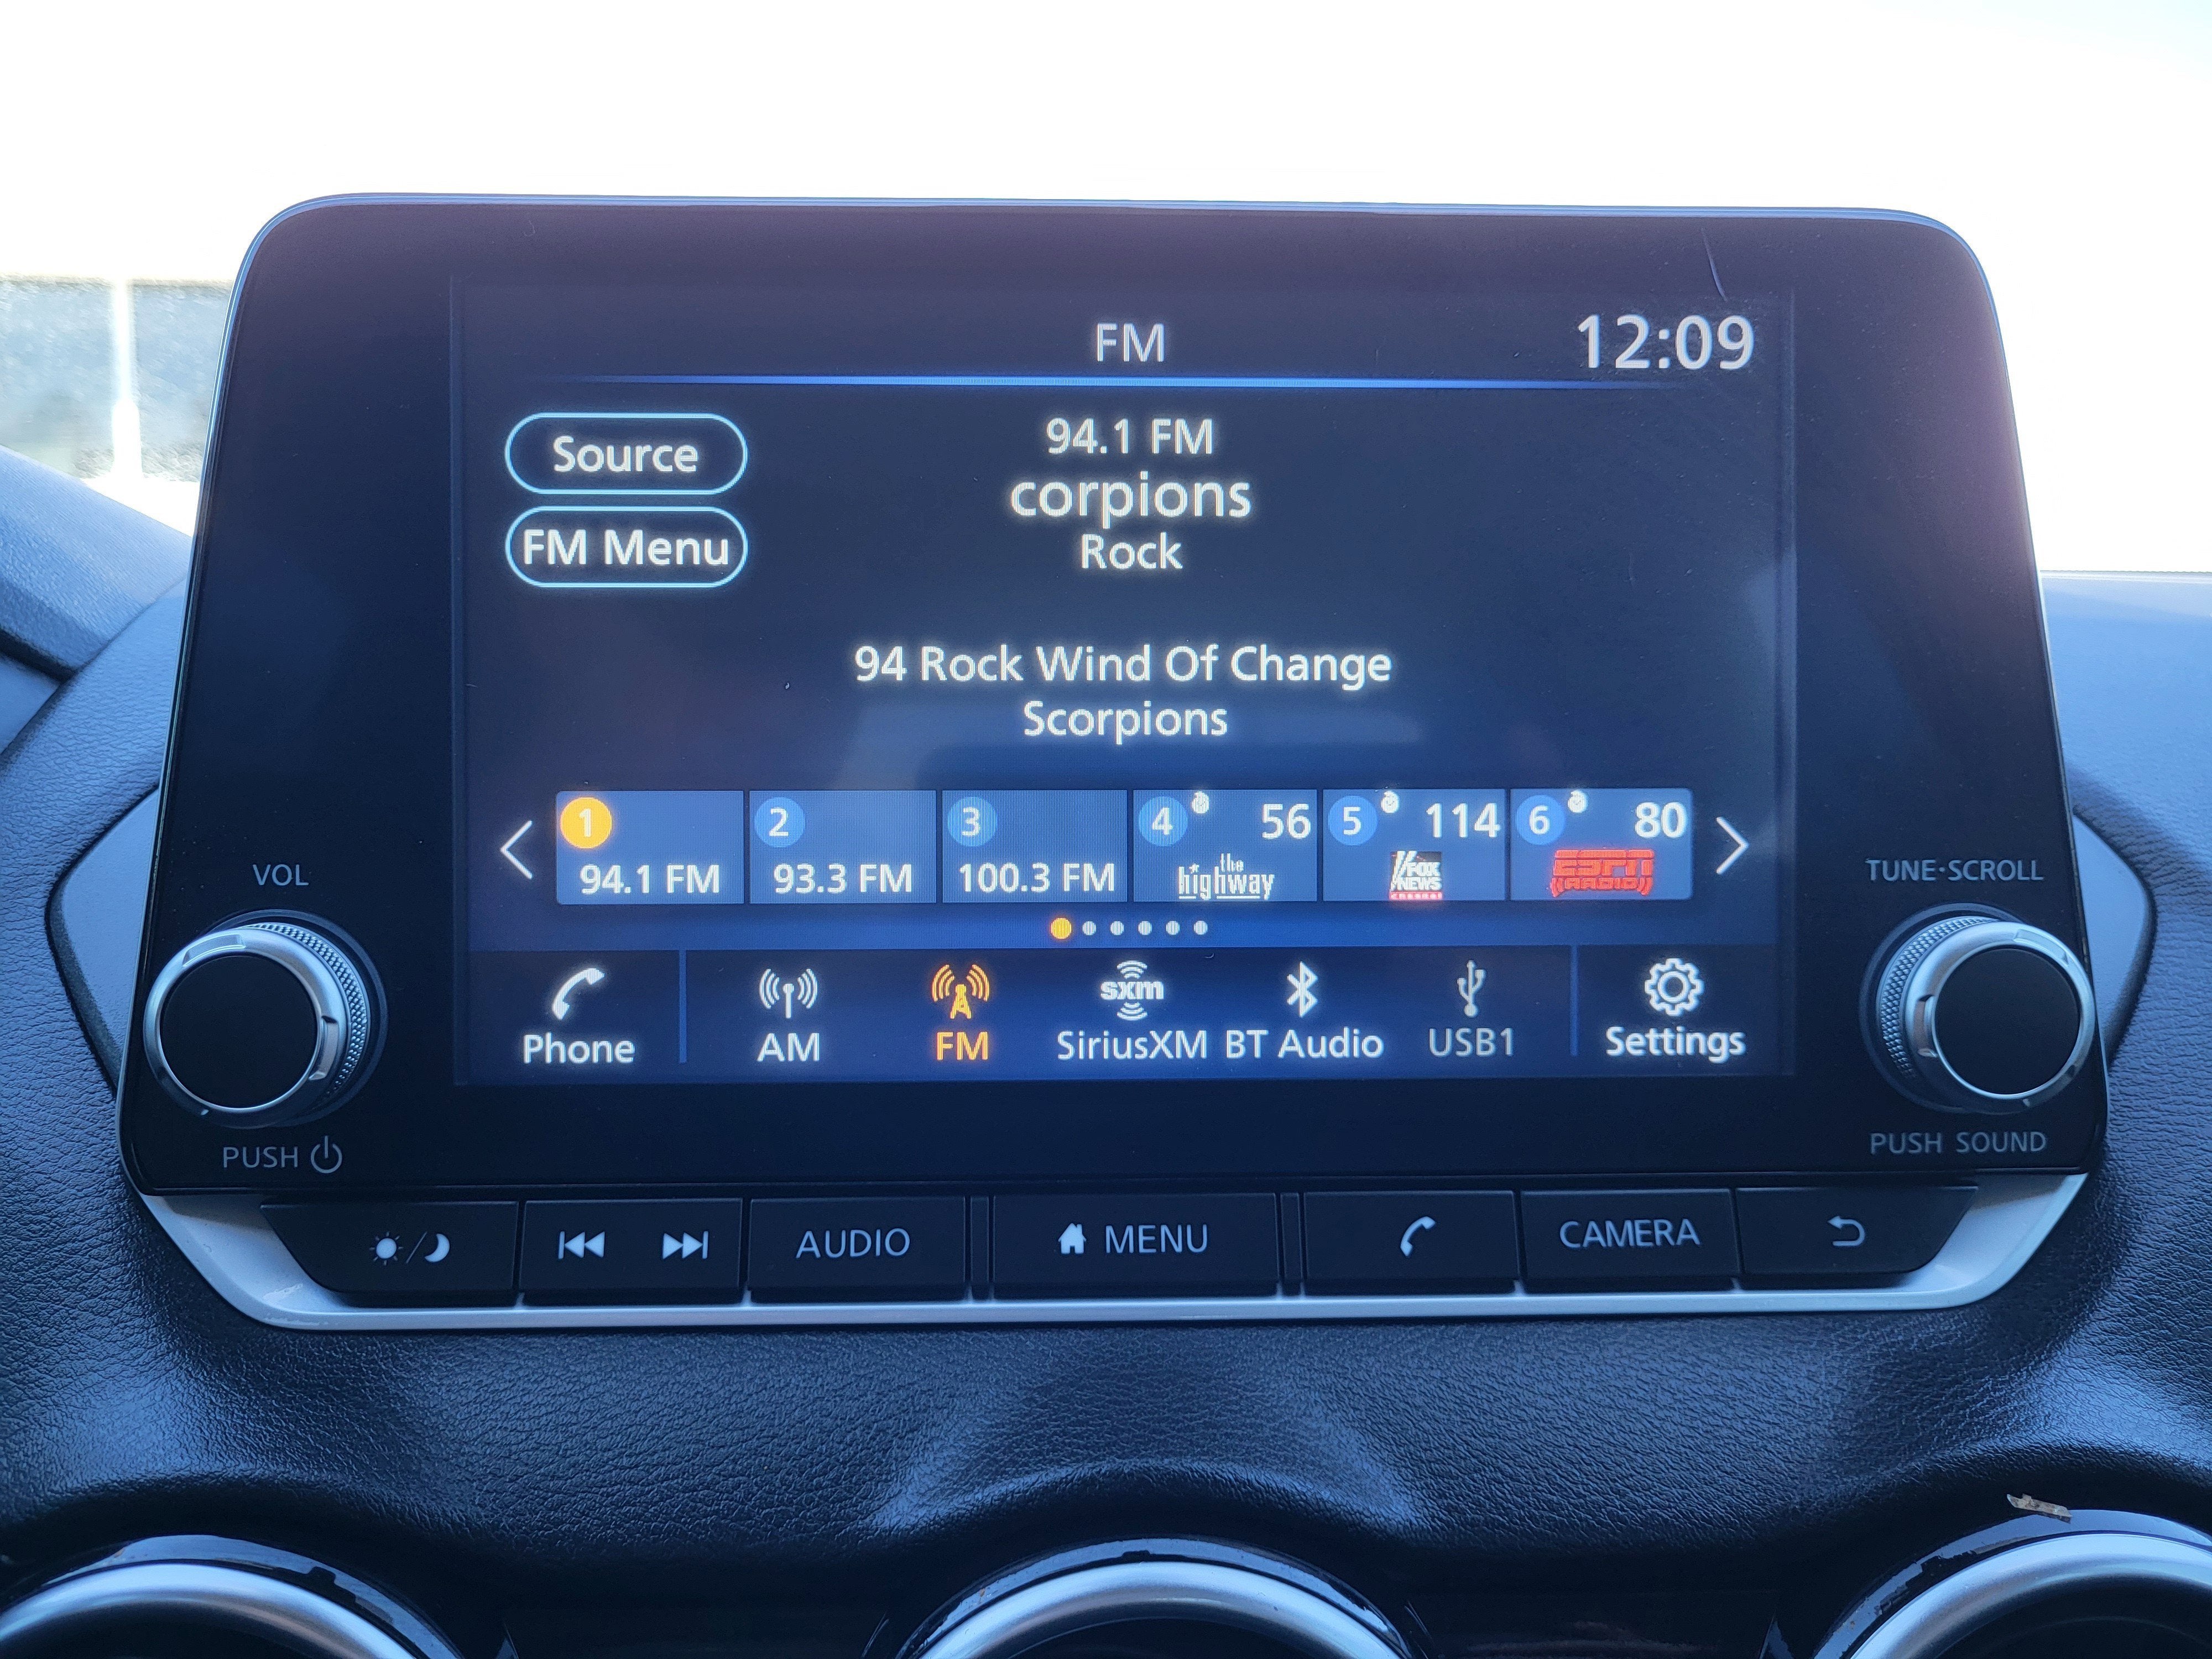 FM
12:09
Source
FM Menu
94.1 FM
corpions
Rock
94 Rock Wind Of Change
Scorpions
1 94.1 FM
2 93.3 FM
3 100.3 FM
4 56 the highway
5 114 FOX NEWS channel
6 80 ESPN RADIO
VOL
TUNE·SCROLL
Phone
AM
FM
sxm
SiriusXM
BT Audio
USB1
Settings
PUSH
PUSH SOUND
AUDIO
MENU
CAMERA